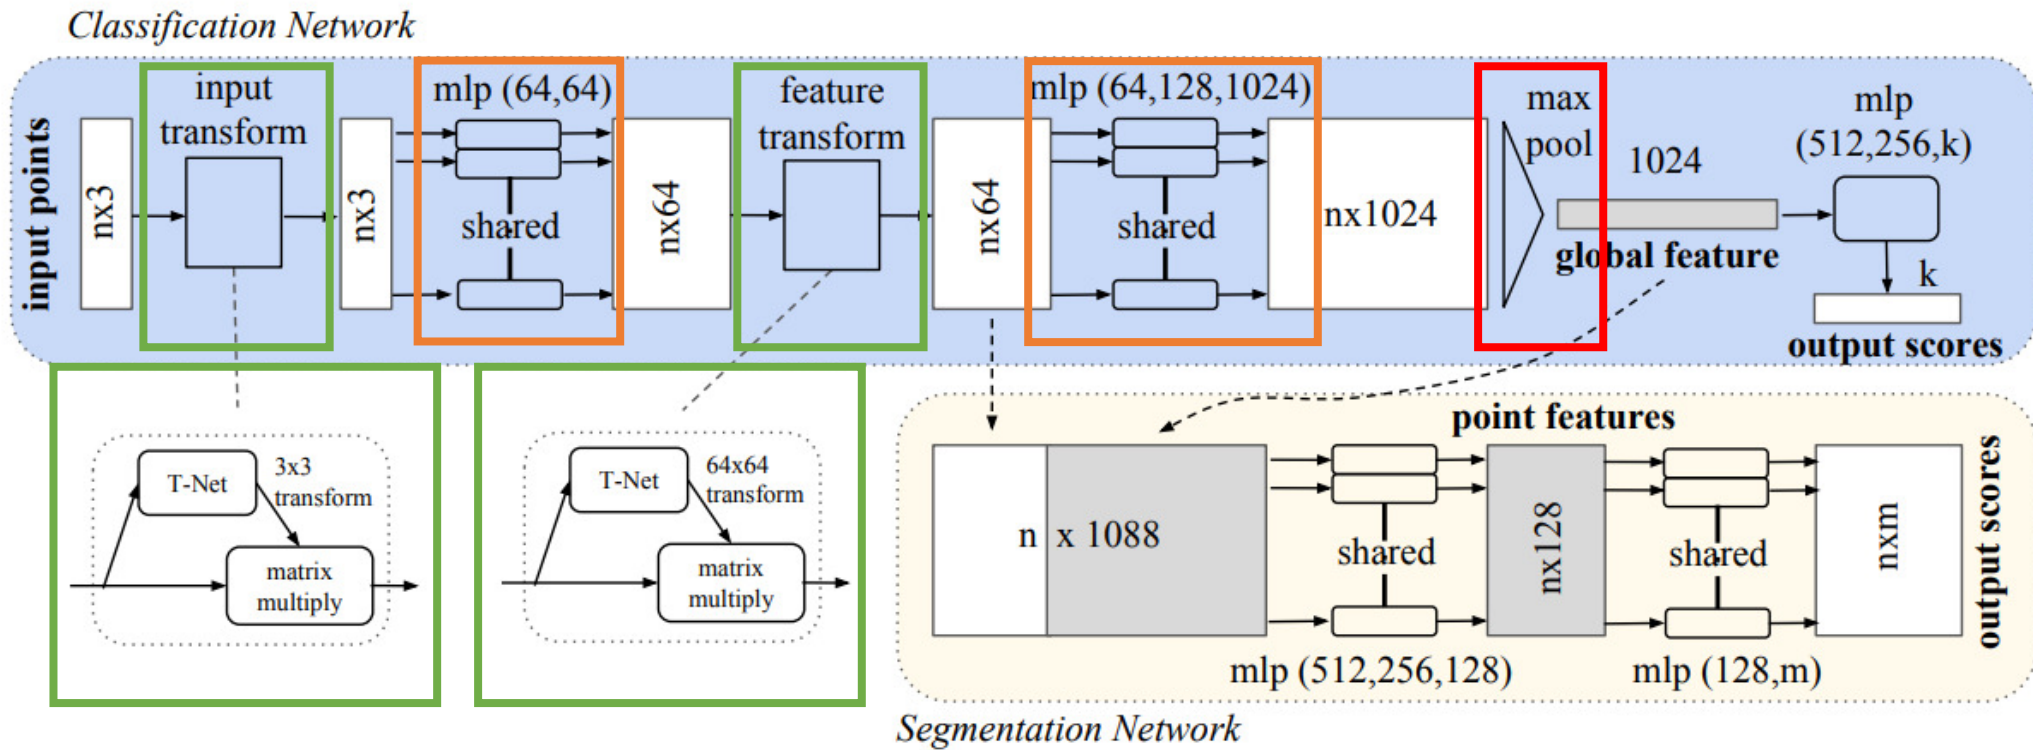 Classification Network
input points
nx3
input
transform
nx3
mlp (64,64)
shared
nx64
feature
transform
nx64
mlp (64,128,1024)
shared
nx1024
max
pool
1024
global feature
mlp
(512,256,k)
k
output scores
T-Net
3x3
transform
matrix
multiply
T-Net
64x64
transform
matrix
multiply
point features
n x 1088
shared
mlp (512,256,128)
nx128
shared
mlp (128,m)
nxm
output scores
Segmentation Network